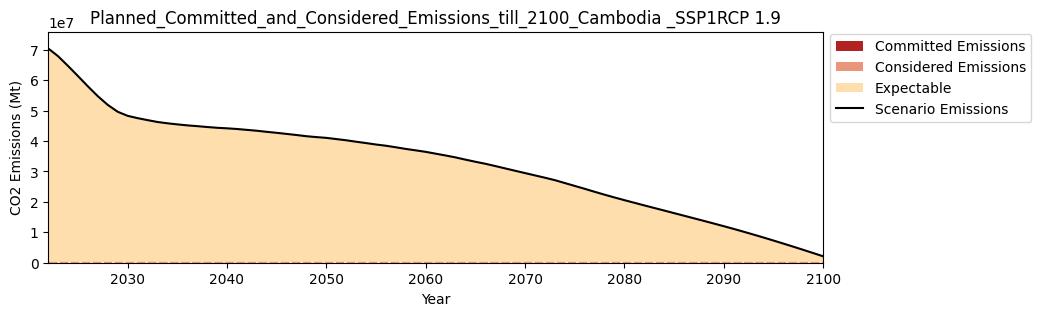 Planned_Committed_and_Considered_Emissions_till_2100_Cambodia _SSP1RCP 1.9
1e7
7
6
5
4
3
2
1
0
CO2 Emissions (Mt)
2030 2040 2050 2060 2070 2080 2090 2100
Year
Committed Emissions
Considered Emissions
Expectable
Scenario Emissions